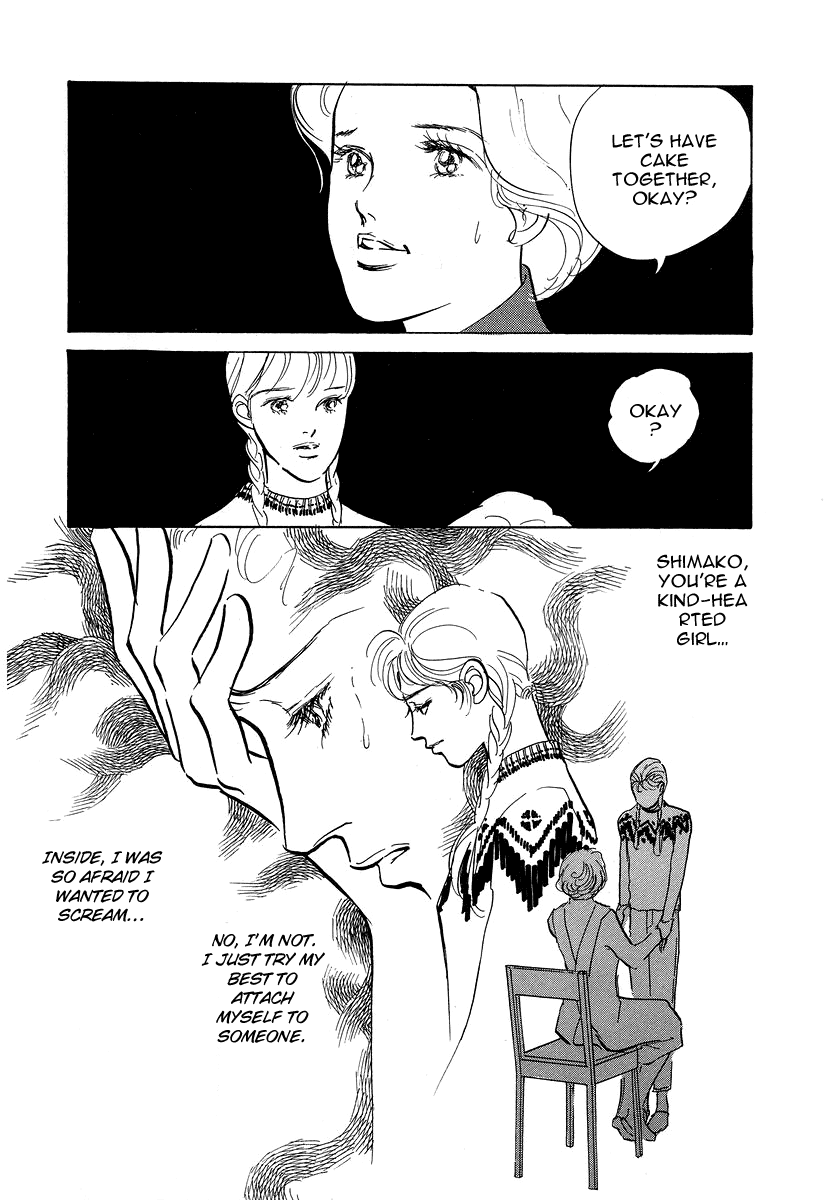 LET'S HAVE
CAKE
TOGETHER,
OKAY?
OKAY
?
SHIMAKO,
YOU'RE A
KIND-HEA
RTED
GIRL...
INSIDE, I WAS
SO AFRAID I
WANTED TO
SCREAM...
NO, I'M NOT.
I JUST TRY MY
BEST TO
ATTACH
MYSELF TO
SOMEONE.